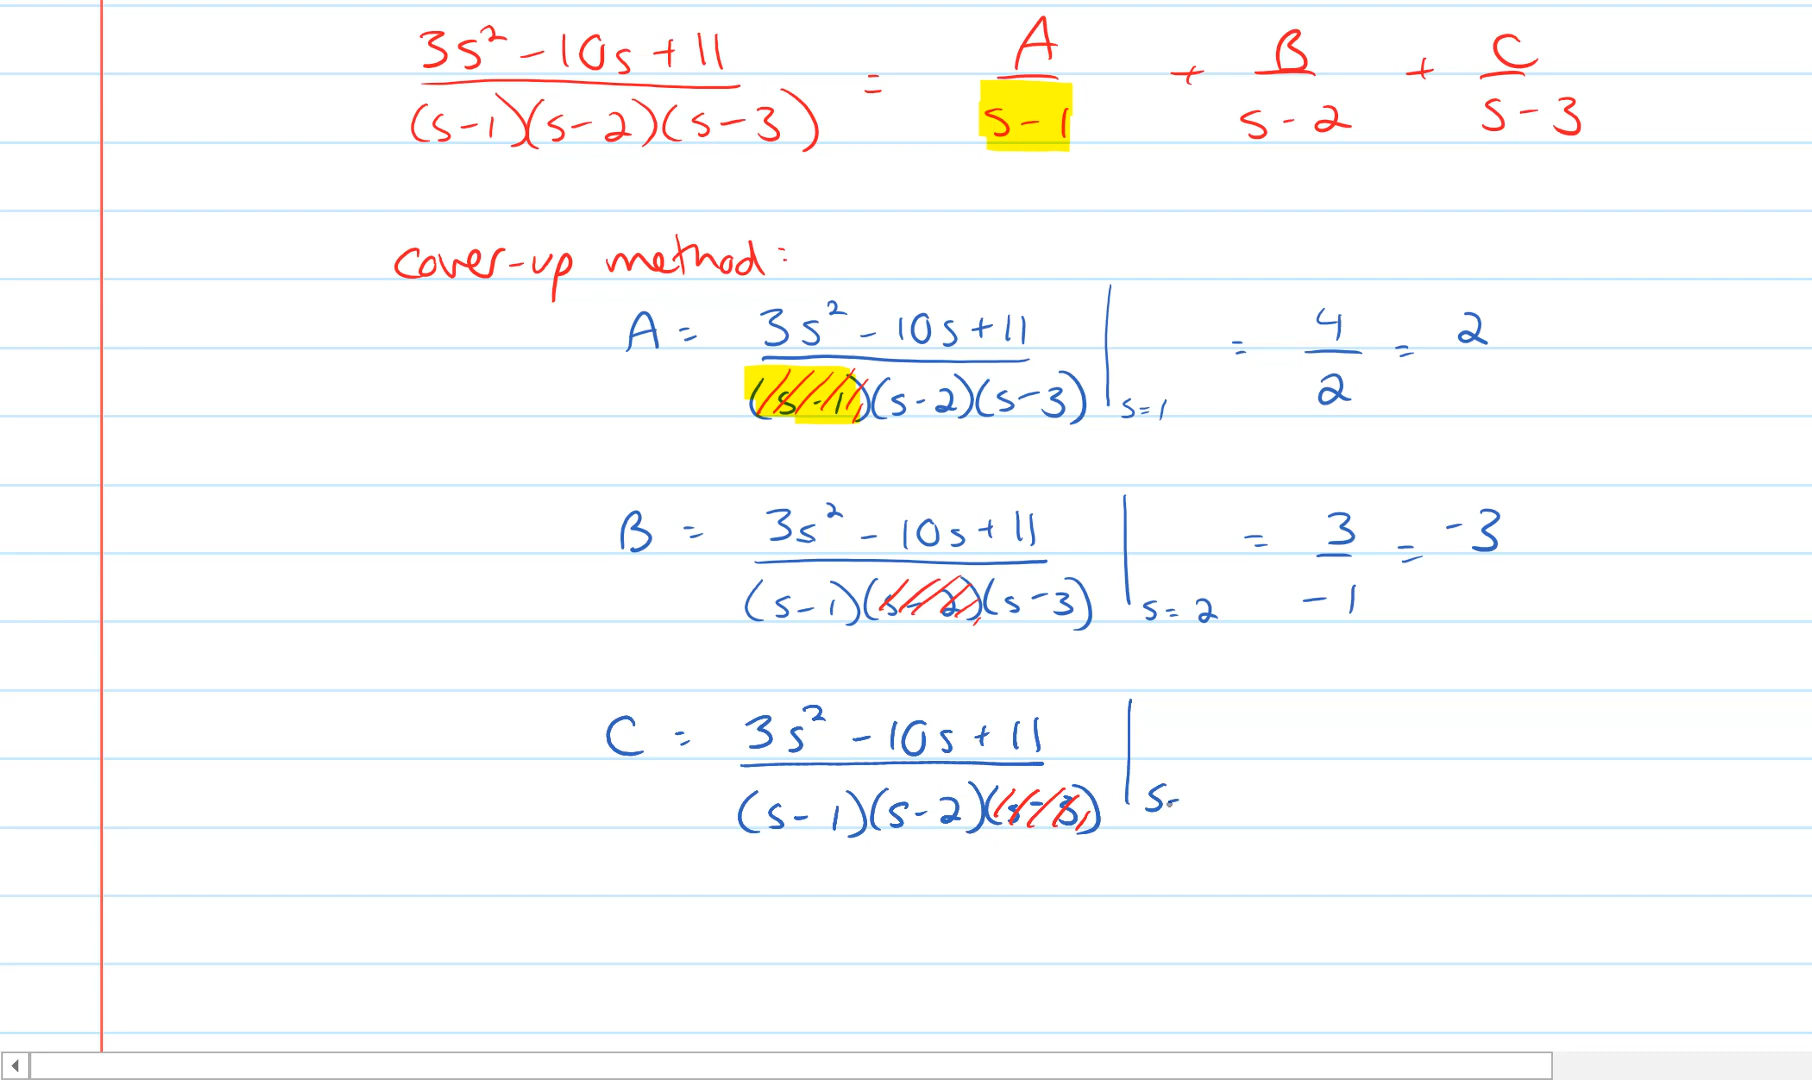 3s² - 10s + 11 / (s-1)(s-2)(s-3) = A / s-1 + B / s-2 + C / s-3
cover-up method:
A = 3s² - 10s + 11 / (s-1)(s-2)(s-3) | s=1 = 4/2 = 2
B = 3s² - 10s + 11 / (s-1)(s-2)(s-3) | s=2 = 3/-1 = -3
C = 3s² - 10s + 11 / (s-1)(s-2)(s-3) | s-